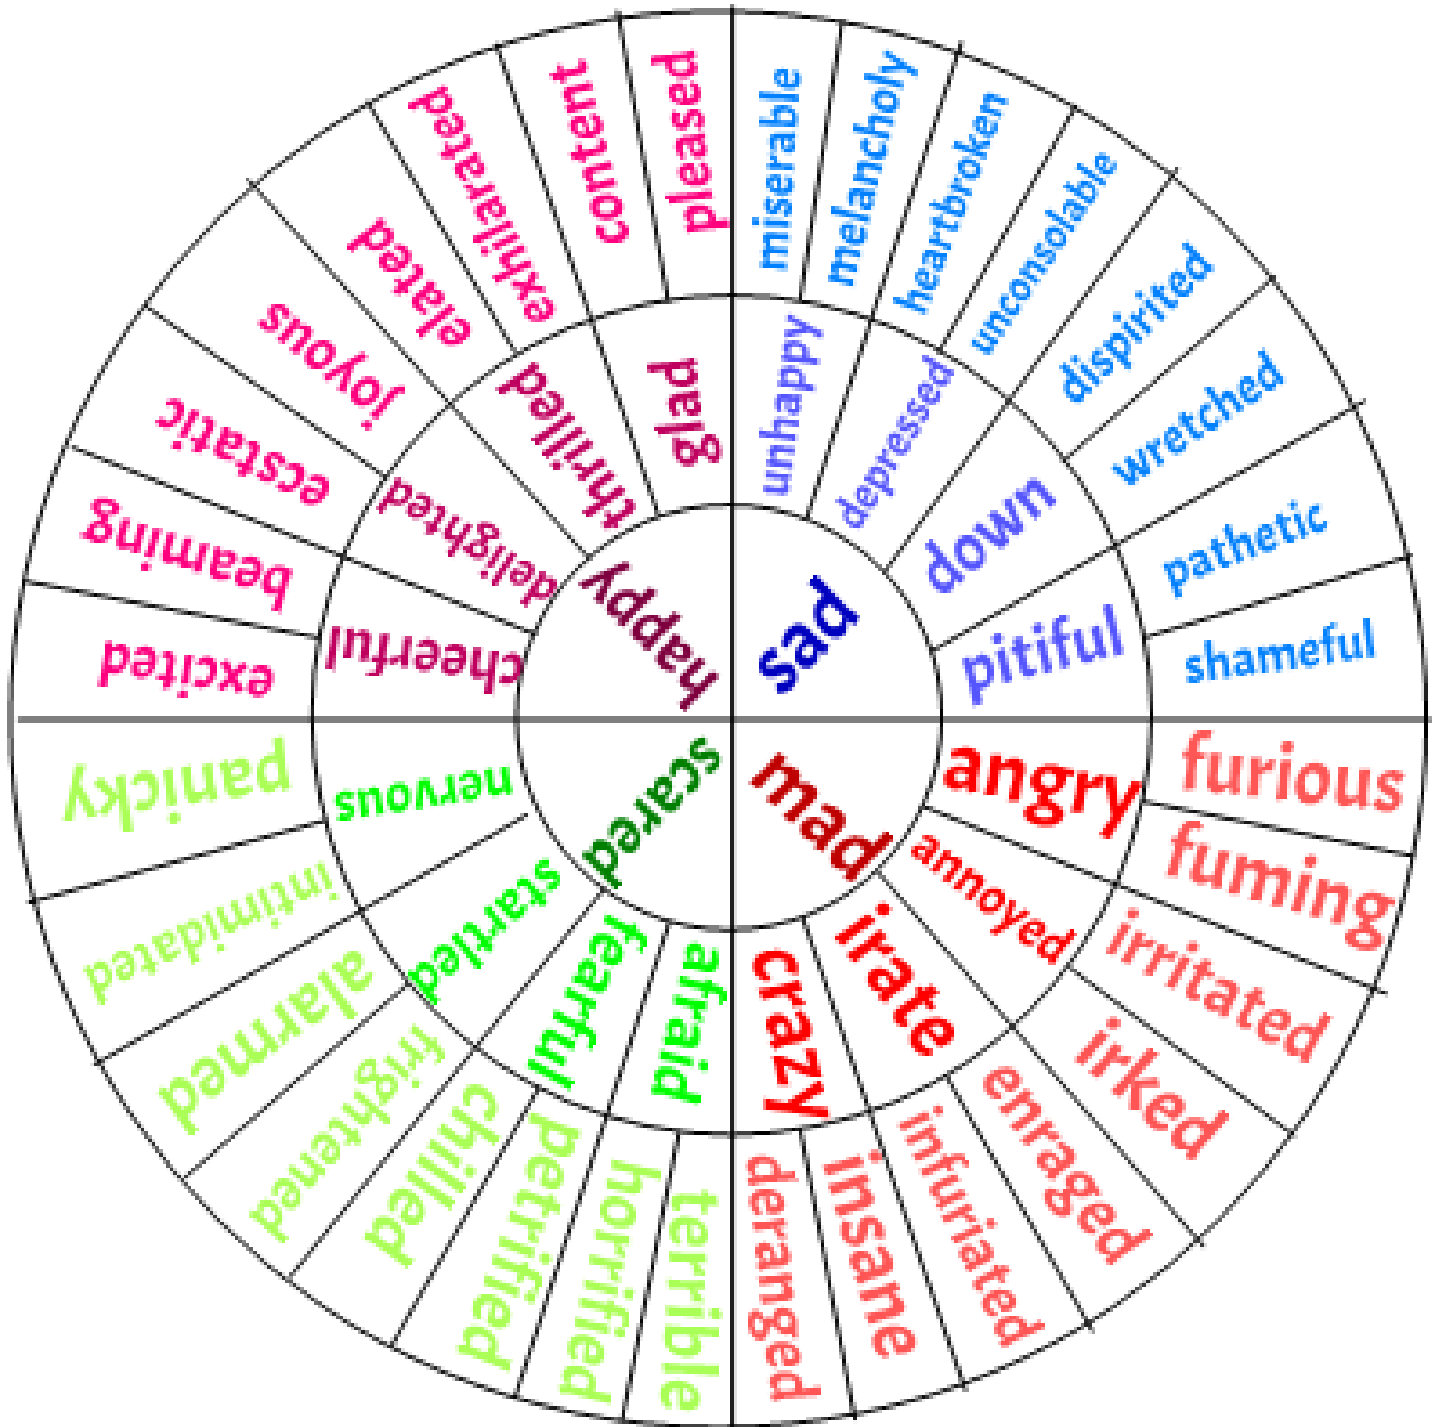 happy
sad
mad
scared
glad
thrilled
delighted
cheerful
unhappy
depressed
down
pitiful
angry
annoyed
irate
crazy
afraid
fearful
startled
nervous
pleased
content
exhilarated
elated
joyous
ecstatic
beaming
excited
miserable
melancholy
heartbroken
unconsolable
dispirited
wretched
pathetic
shameful
furious
fuming
irritated
irked
enraged
infuriated
insane
deranged
terrible
horrified
petrified
chilled
frightened
alarmed
intimidated
panicky